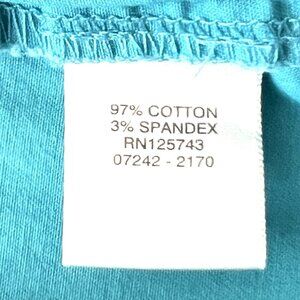 97% COTTON
3% SPANDEX
RN125743
07242 - 2170